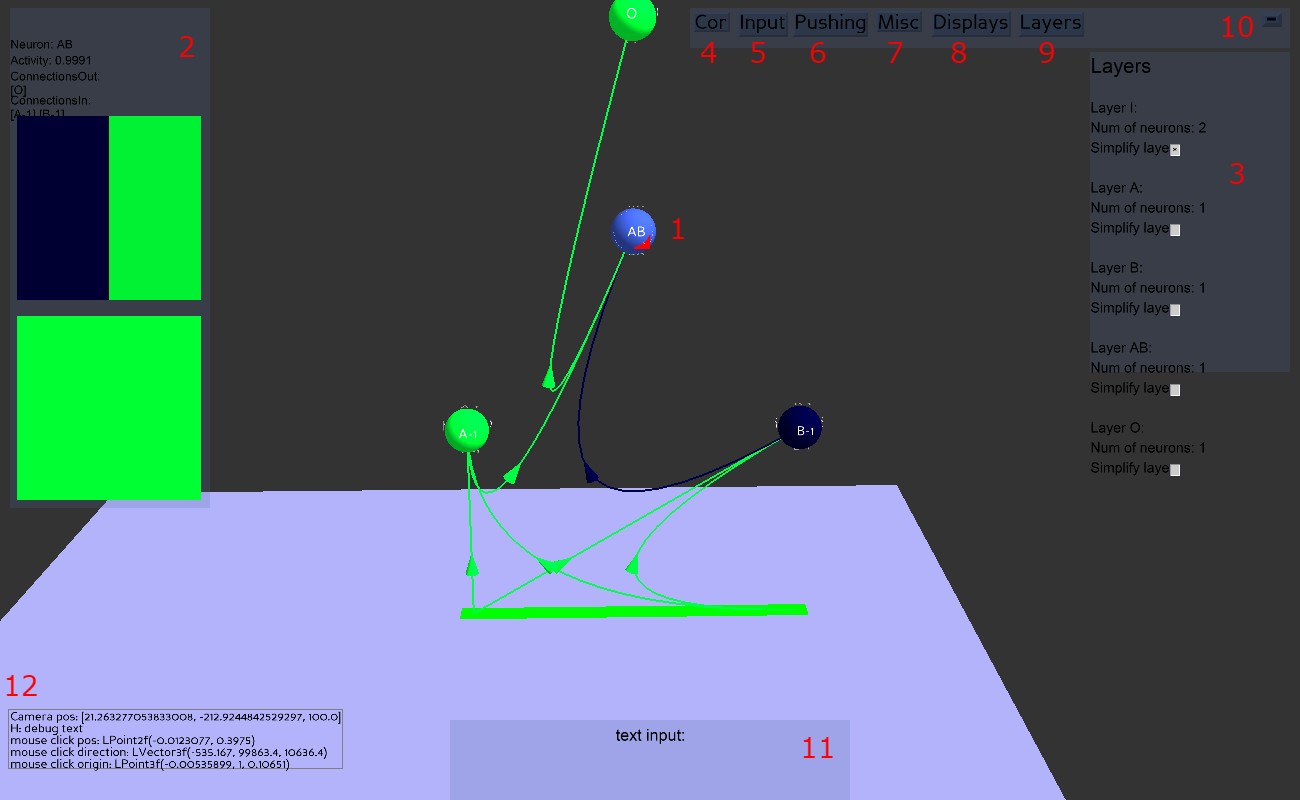 O
Cor Input Pushing Misc Displays Layers
10
4 5 6 7 8 9
2
Neuron: AB
Activity: 0.9991
ConnectionsOut:
[O]
ConnectionsIn:
[A-1] [B-1]
AB
1
A-1
B-1
Layers
Layer I:
Num of neurons: 2
Simplify laye
3
Layer A:
Num of neurons: 1
Simplify laye
Layer B:
Num of neurons: 1
Simplify laye
Layer AB:
Num of neurons: 1
Simplify laye
Layer O:
Num of neurons: 1
Simplify laye
12
Camera pos: [21.263277053833008, -212.9244842529297, 100.0]
H: debug text
mouse click pos: LPoint2f(-0.0123077, 0.3975)
mouse click direction: LVector3f(-535.167, 99863.4, 10636.4)
mouse click origin: LPoint3f(-0.00535899, 1, 0.10651)
text input:
11